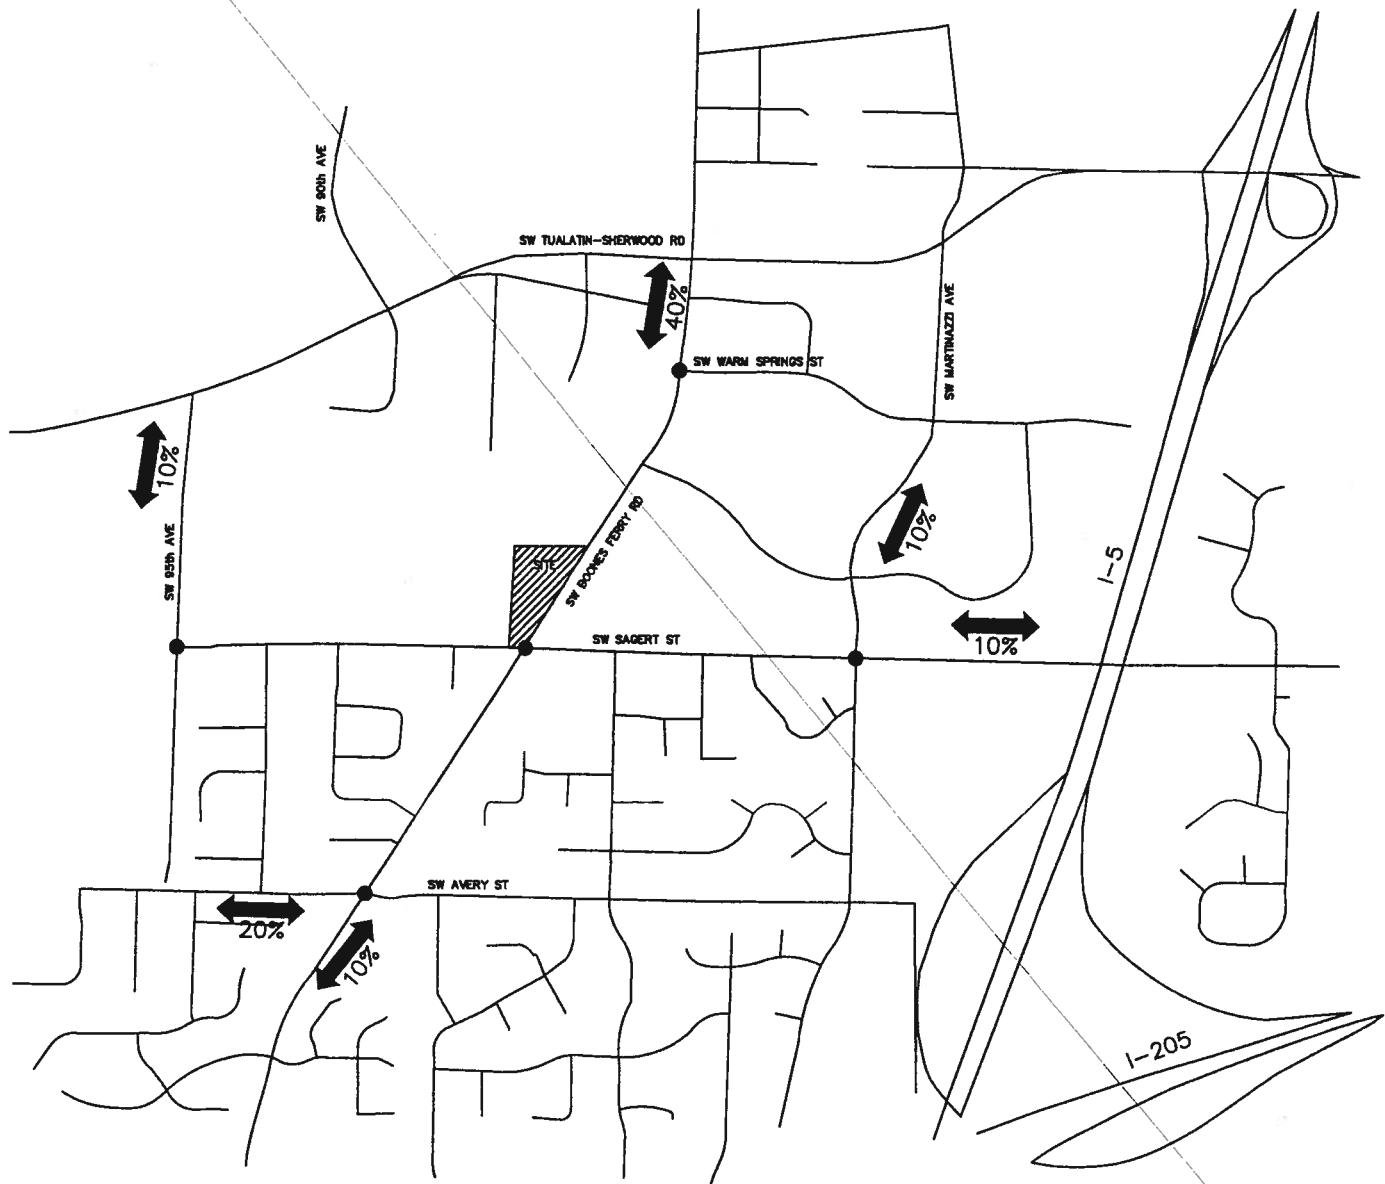 SW 90th AVE
SW TUALATIN-SHERWOOD RD
40%
SW WARM SPRINGS ST
SW MARTINAZZI AVE
10%
SW 95th AVE
SITE
SW BOONES FERRY RD
10%
I-5
SW SAGERT ST
10%
SW AVERY ST
20%
10%
I-205